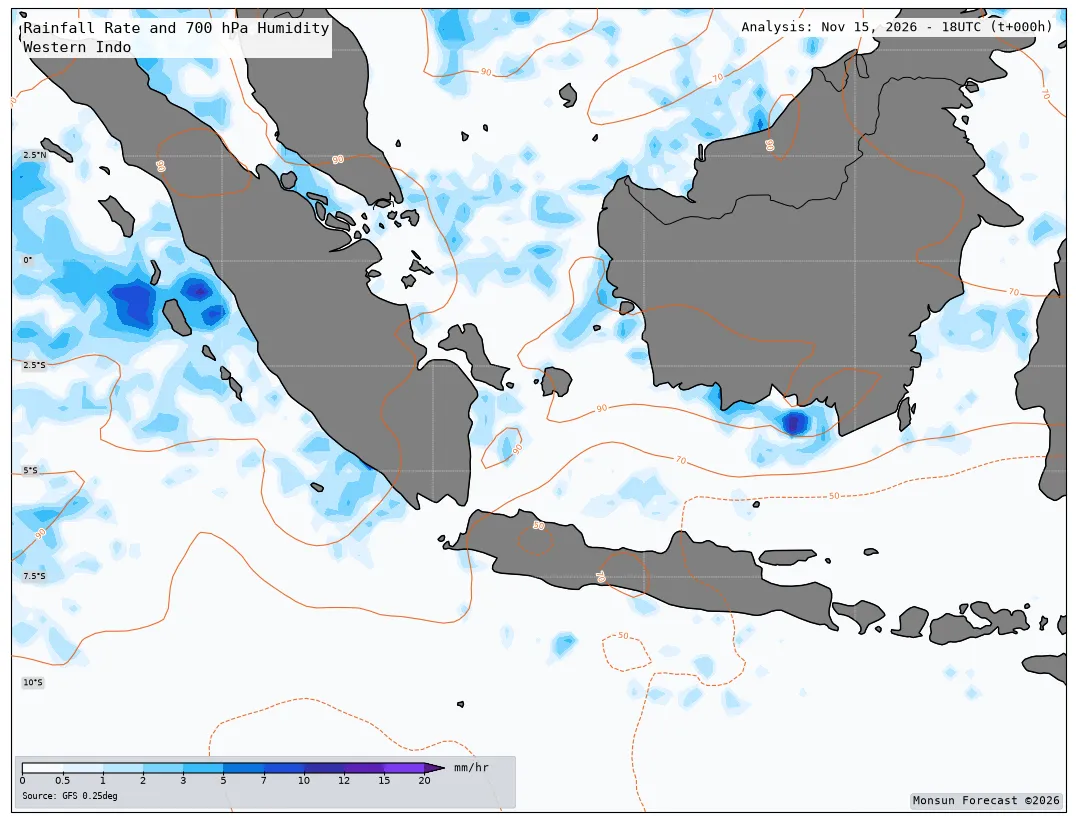 Rainfall Rate and 700 hPa Humidity
Western Indo
Analysis: Nov 15, 2026 - 18UTC (t+000h)
90
70
70
90
90
90
2.5°N
0°
70
2.5°S
90
90
70
5°S
50
50
90
70
7.5°S
50
10°S
mm/hr
0 0.5 1 2 3 5 7 10 12 15 20
Source: GFS 0.25deg
Monsun Forecast ©2026